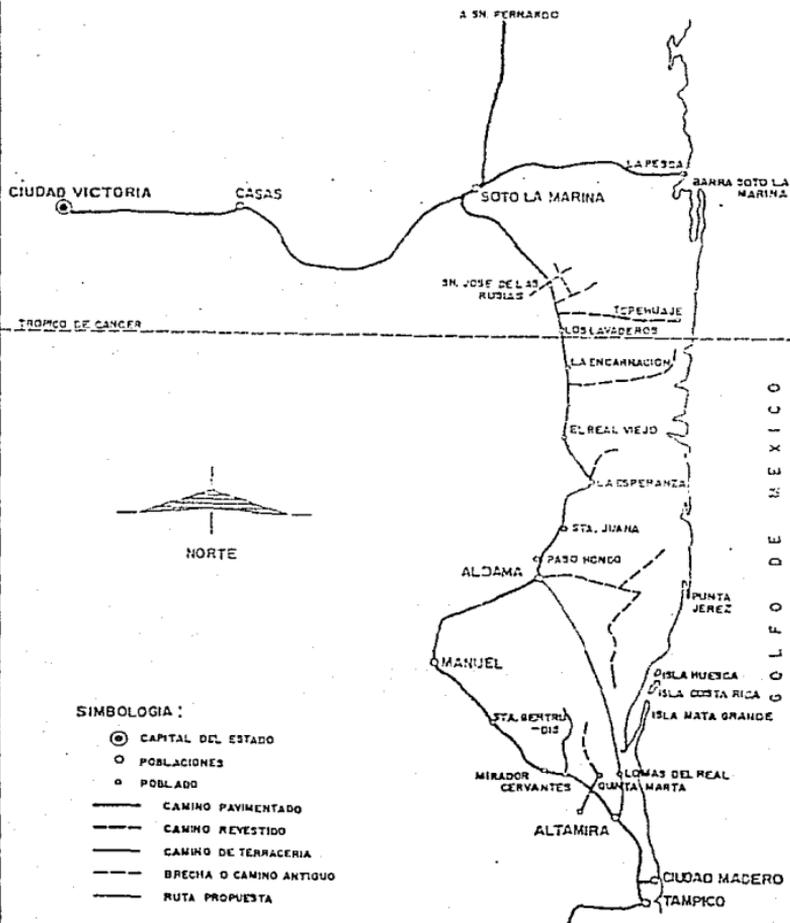 A SN. FERNANDO
LA PESCA
CIUDAD VICTORIA
CASAS
SOTO LA MARINA
BARRA SOTO LA
MARINA
SN. JOSE DE LAS
RUSIAS
TEPEHUAJE
TROPICO DE CANCER
LOS LAVADEROS
LA ENCARNACION
GOLFO DE MEXICO
EL REAL VIEJO
LA ESPERANZA
STA. JUANA
NORTE
PASO HONDO
ALDAMA
PUNTA
JEREZ
MANUEL
ISLA HUESCA
ISLA COSTA RICA
ISLA MATA GRANDE
STA. GERTRU
-DIS
MIRADOR
CERVANTES
LOMAS DEL REAL
QUINTA MARTA
ALTAMIRA
CIUDAD MADERO
TAMPICO
SIMBOLOGIA :
CAPITAL DEL ESTADO
POBLACIONES
POBLADO
CAMINO PAVIMENTADO
CAMINO REVESTIDO
CAMINO DE TERRACERIA
BRECHA O CAMINO ANTIGUO
RUTA PROPUESTA